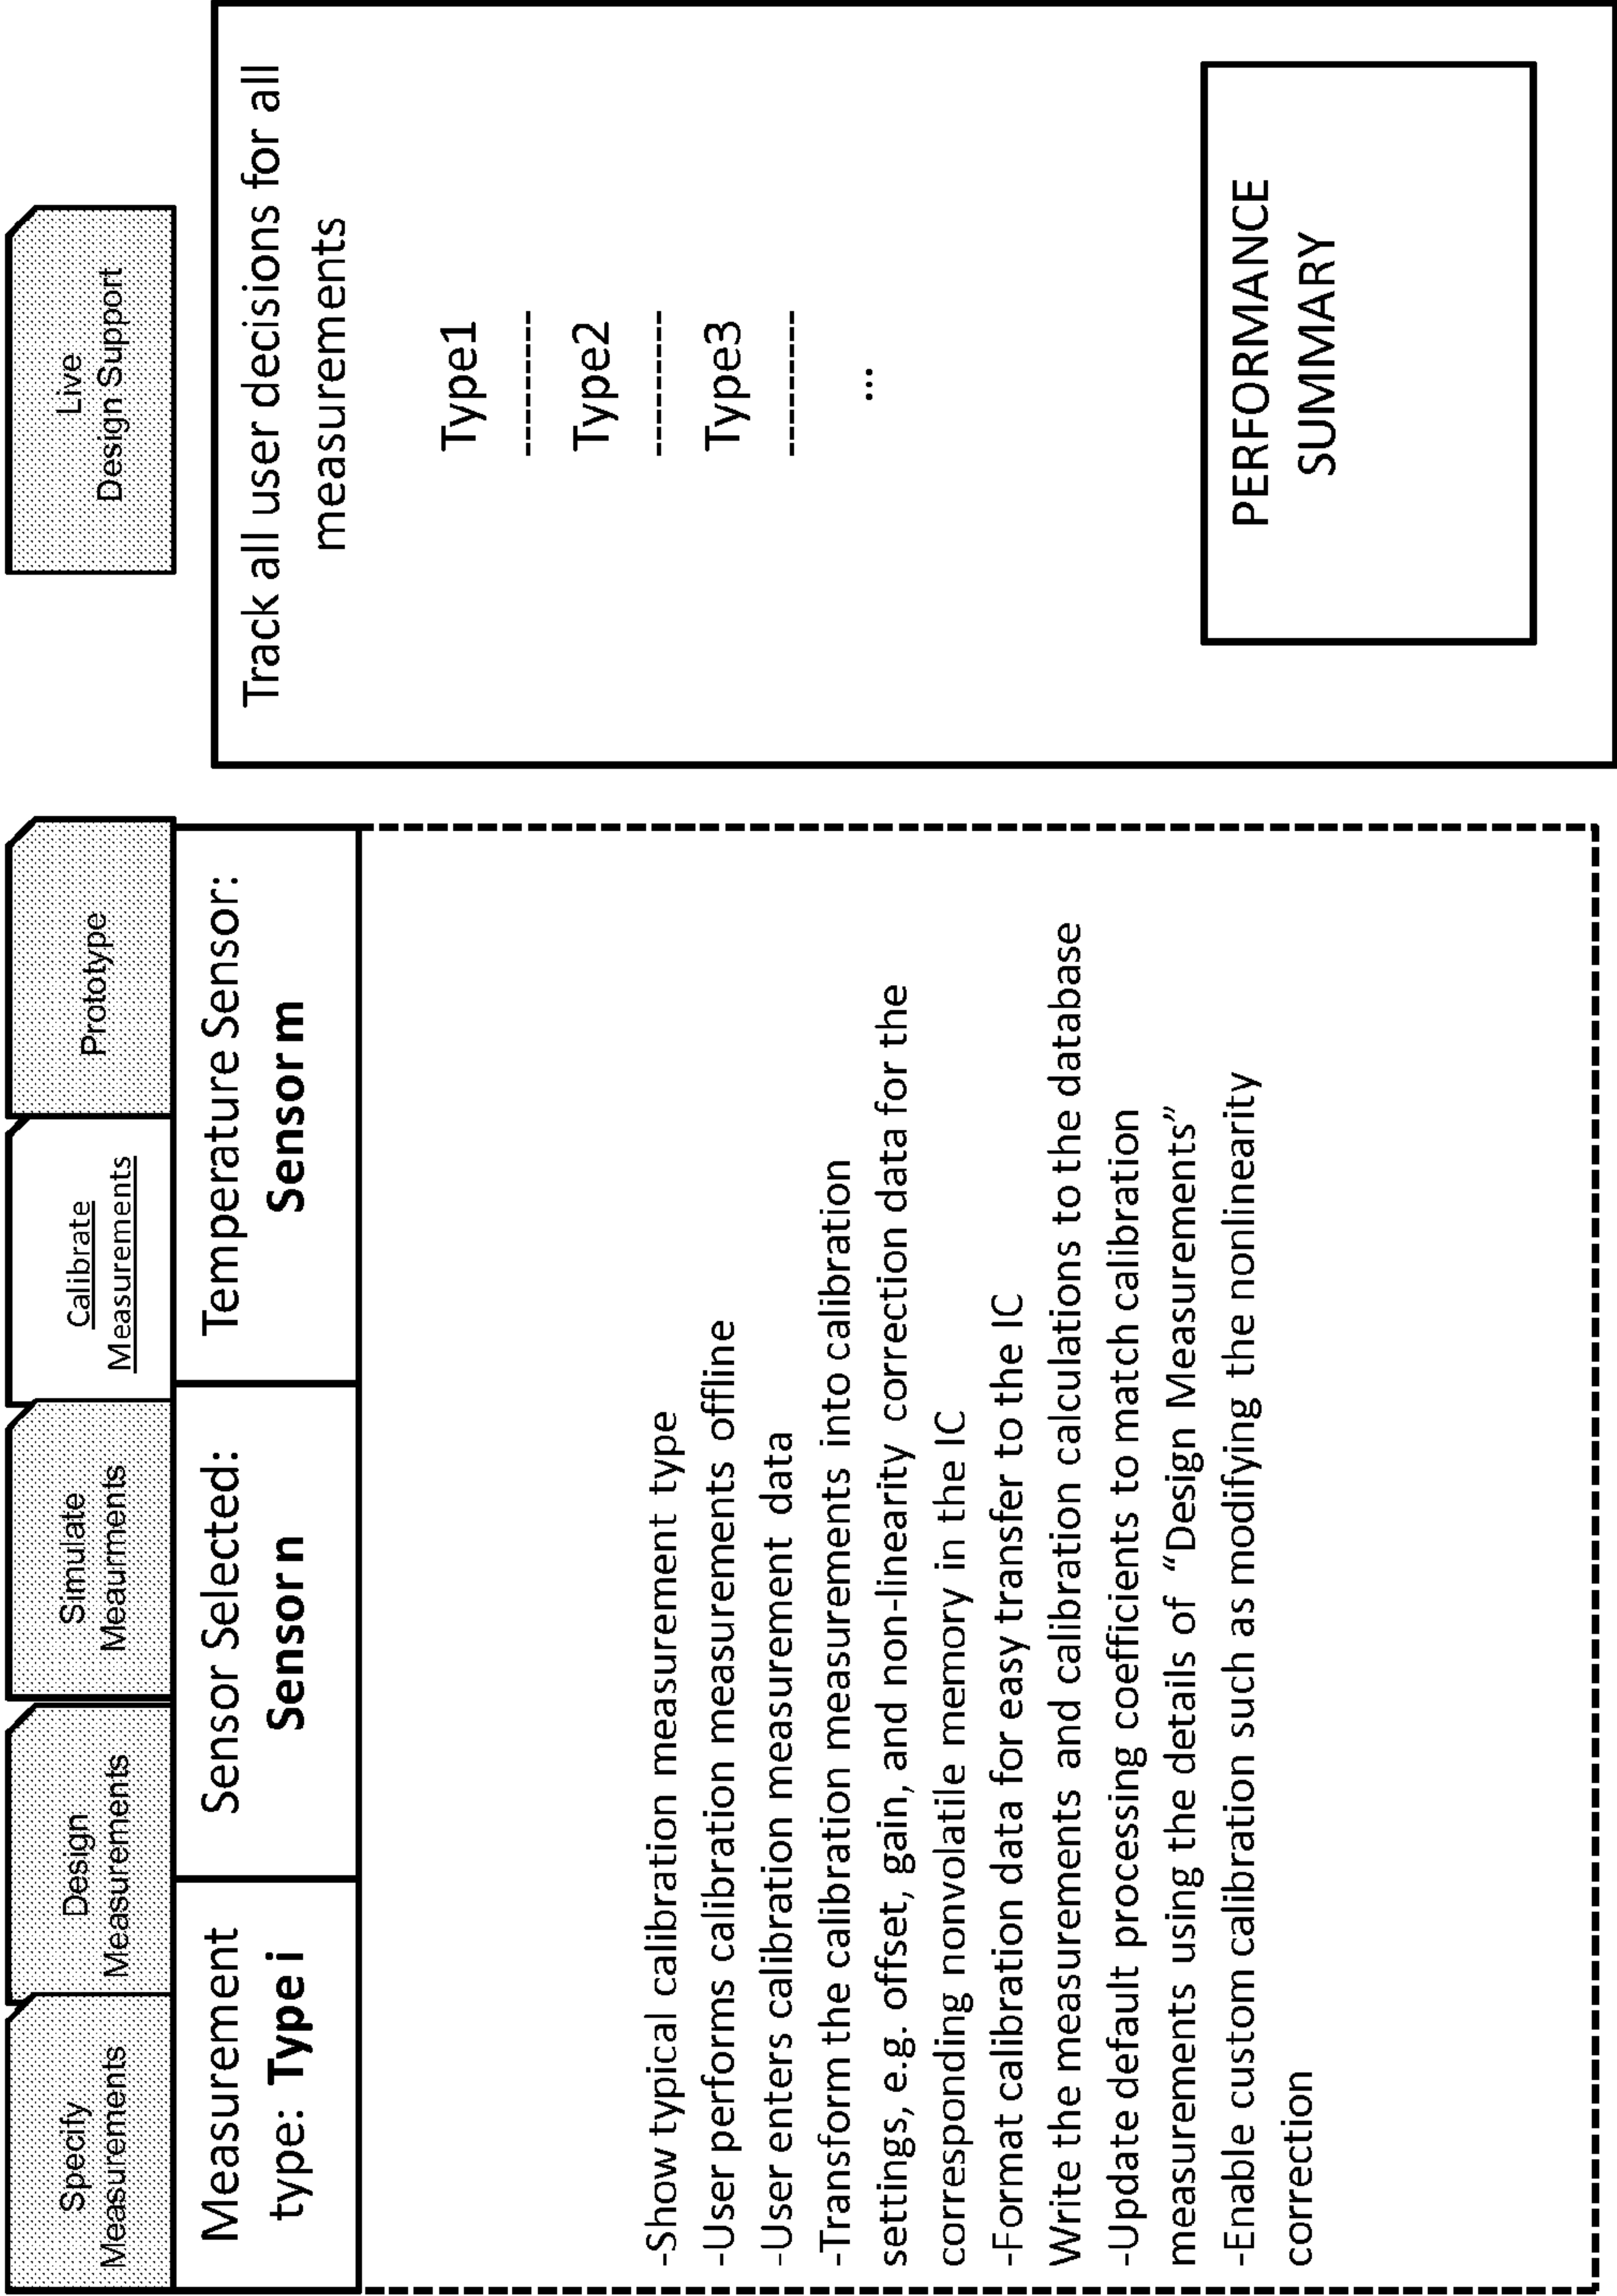 Specify
Measurements
Design
Measurements
Simulate
Meaurments
Calibrate
Measurements
Prototype
Live
Design Support
Measurement
type: Type i
Sensor Selected:
Sensor n
Temperature Sensor:
Sensor m
-Show typical calibration measurement type
-User performs calibration measurements offline
-User enters calibration measurement data
-Transform the calibration measurements into calibration
settings, e.g. offset, gain, and non-linearity correction data for the
corresponding nonvolatile memory in the IC
-Format calibration data for easy transfer to the IC
Write the measurements and calibration calculations to the database
-Update default processing coefficients to match calibration
measurements using the details of “Design Measurements”
-Enable custom calibration such as modifying the nonlinearity
correction
Track all user decisions for all
measurements
Type1
Type2
Type3
...
PERFORMANCE
SUMMARY